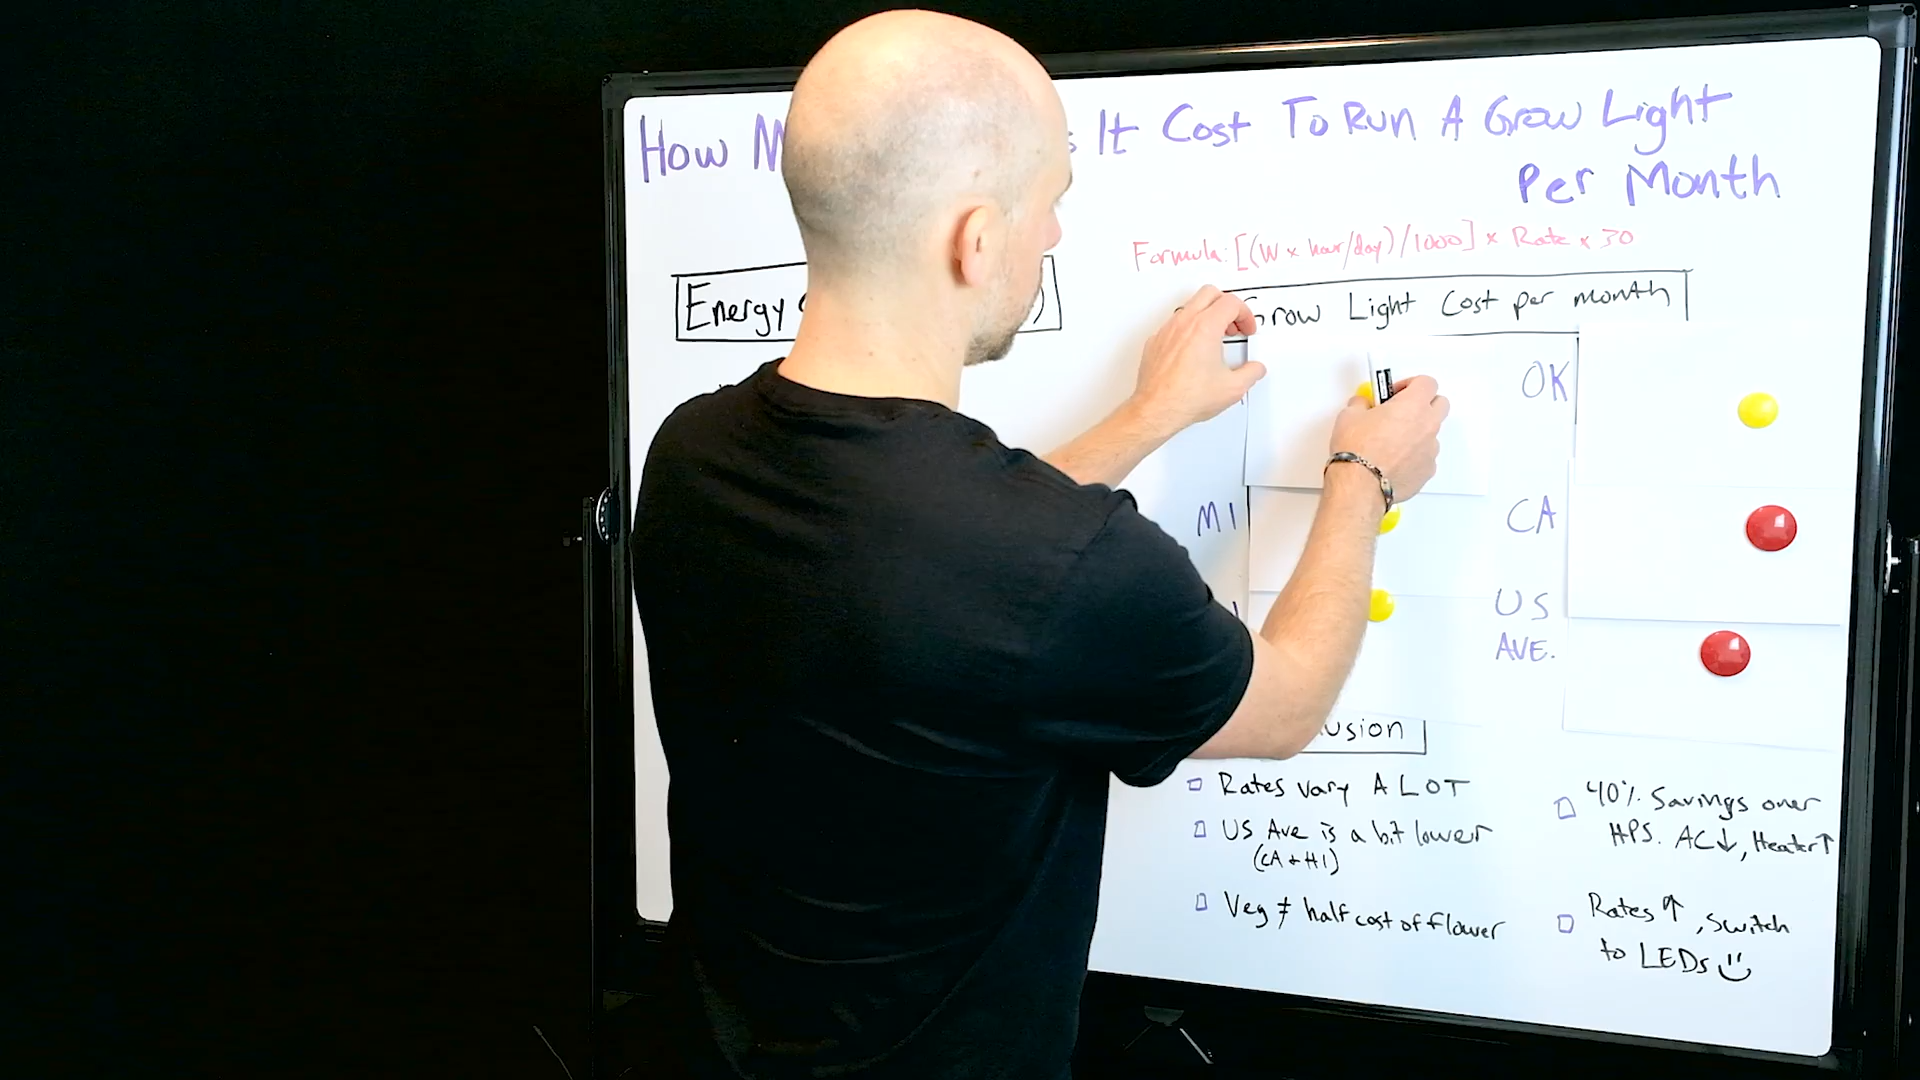 How It Cost To Run A Grow Light
Per Month
Formula: [(W x hour/day)/1000] x Rate x 30
Energy
Grow Light Cost per month
OK
MI
CA
US
AVE.
Rates vary A LOT
US Ave is a bit lower
(CA + HI)
Veg ≠ half cost of flower
40% Savings over
HPS. AC↓, Heater↑
Rates ↑, switch
to LEDs